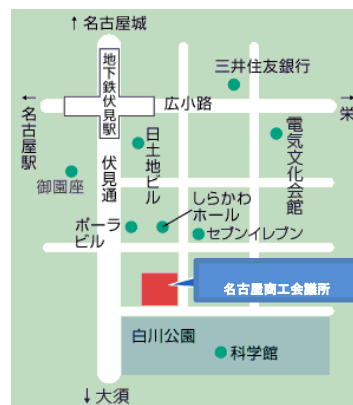 ↑名古屋城
三井住友銀行
地下鉄伏見駅
←名古屋駅
広小路
→栄
日土地ビル
電気文化会館
伏見通
御園座
しらかわ
ホール
ポーラ
ビル
セブンイレブン
名古屋商工会議所
白川公園
科学館
↓大須